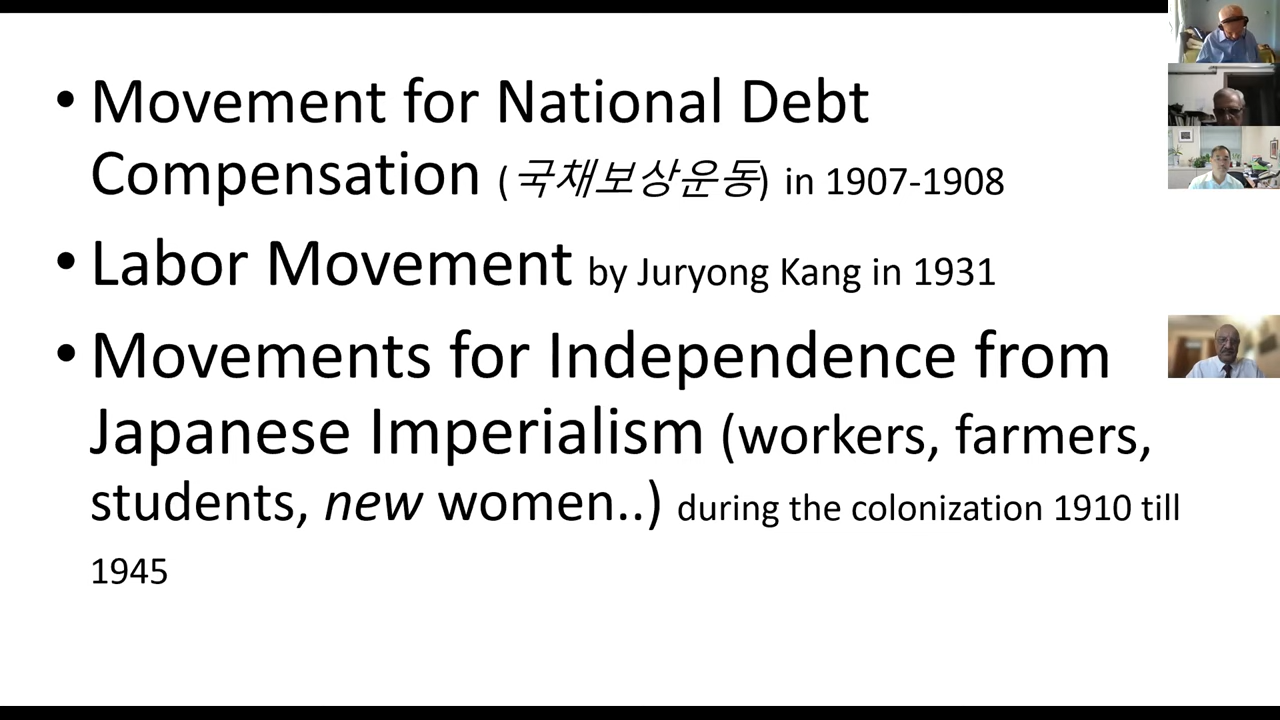 • Movement for National Debt
Compensation (국채보상운동) in 1907-1908
• Labor Movement by Juryong Kang in 1931
• Movements for Independence from
Japanese Imperialism (workers, farmers,
students, new women..) during the colonization 1910 till
1945